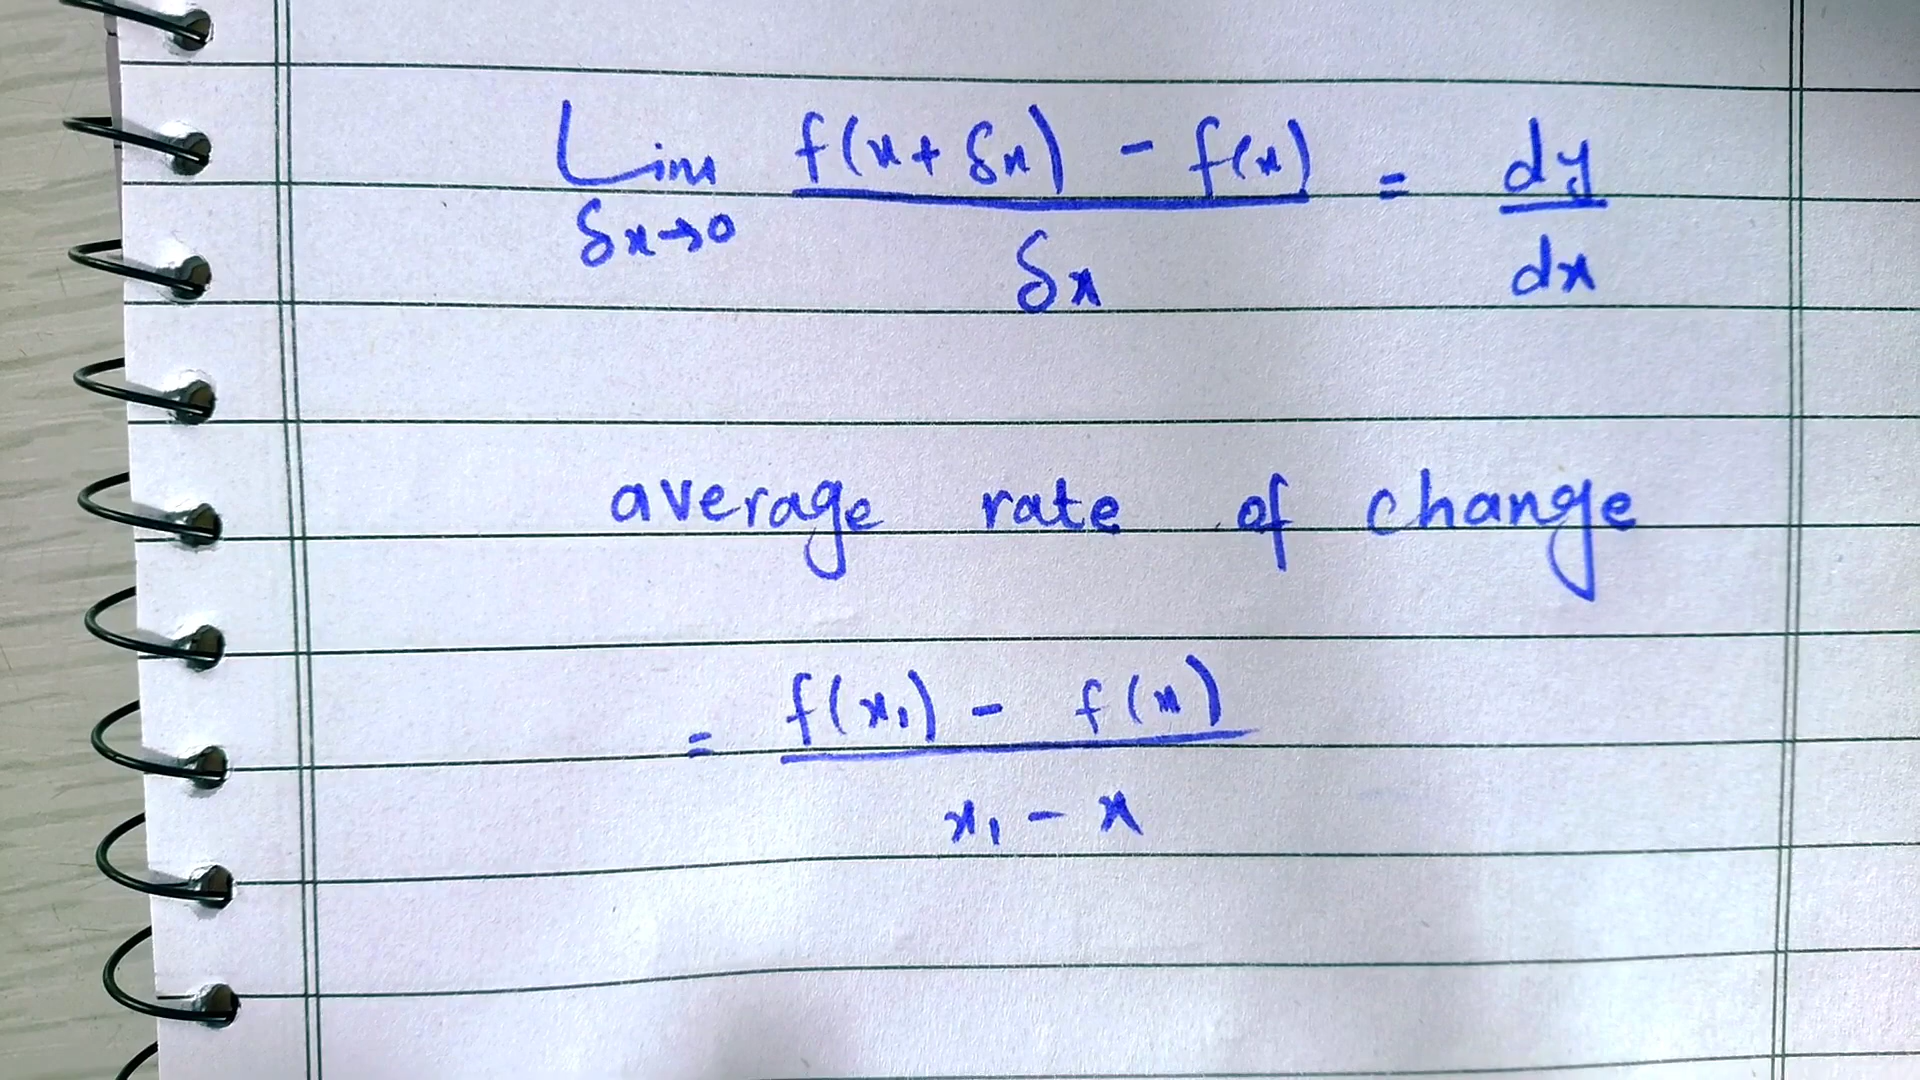 Lim f(x + δx) - f(x) = dy
δx→0 δx dx
average rate of change
= f(x₁) - f(x)
x₁ - x